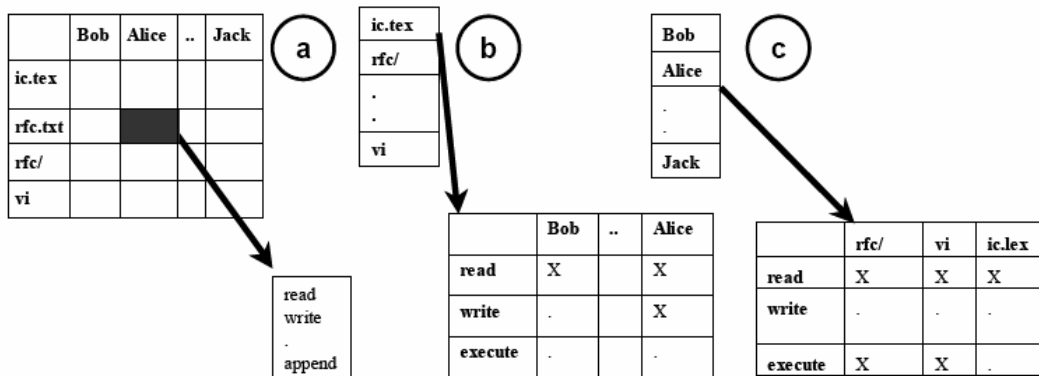 Bob Alice .. Jack
ic.tex
rfc.txt
rfc/
vi
a
read
write
.
append
ic.tex
rfc/
.
.
vi
b
Bob .. Alice
read X X
write . X
execute . .
Bob
Alice
.
.
Jack
c
rfc/ vi ic.lex
read X X X
write . . .
execute X X .